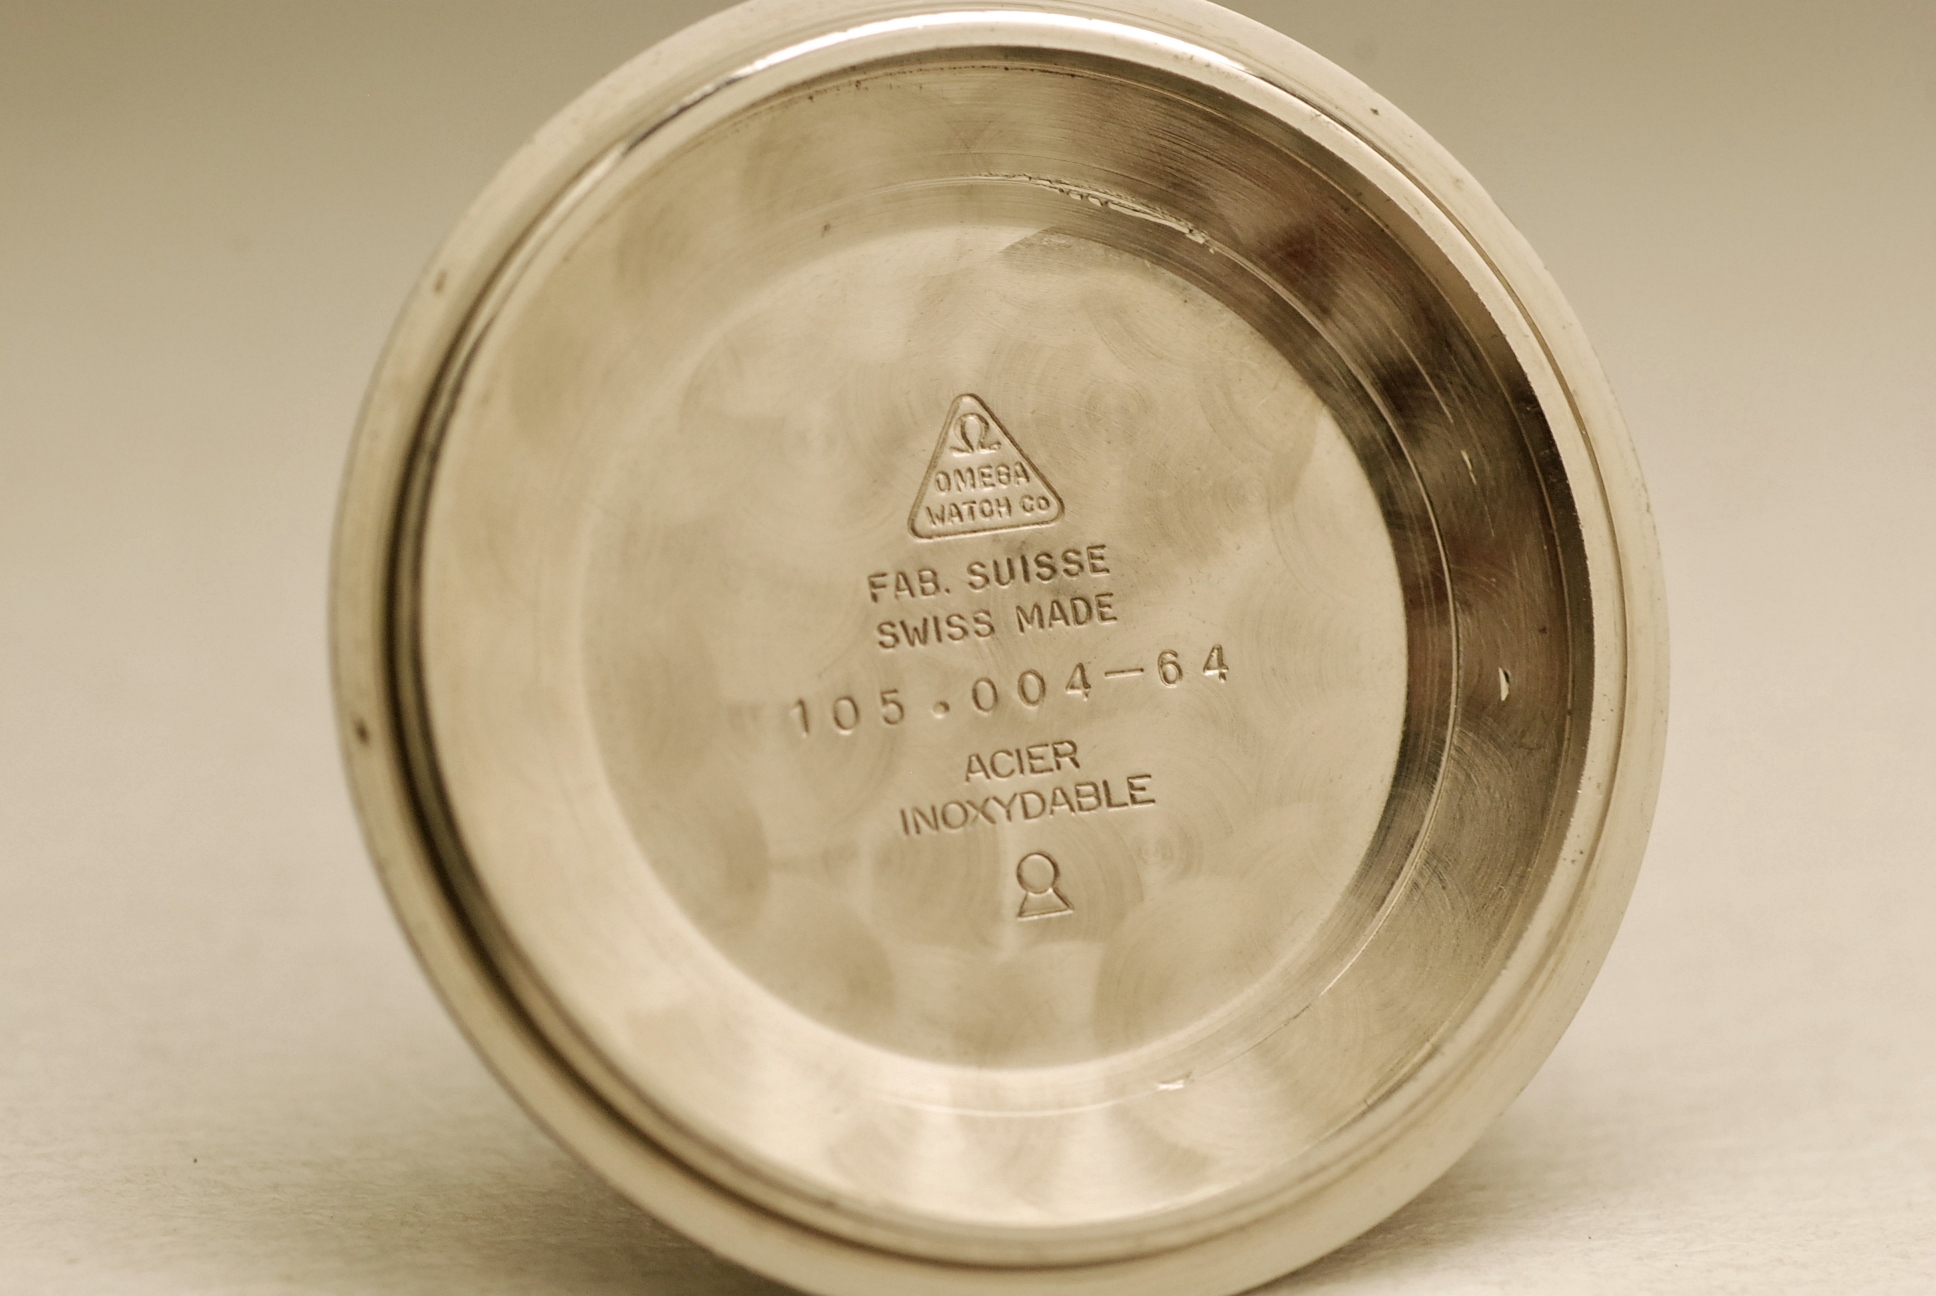 Ω
OMEGA
WATCH Co
FAB. SUISSE
SWISS MADE
105.004-64
ACIER
INOXYDABLE